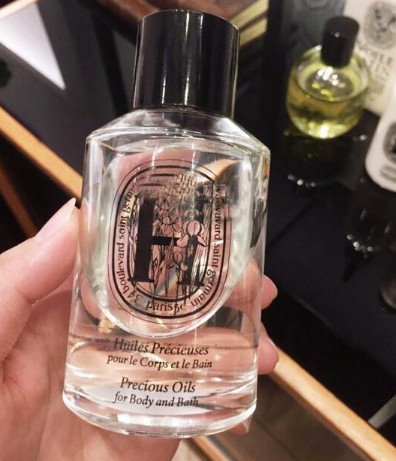 34 boulevard saint germain paris 5e
Huiles Précieuses
pour le Corps et le Bain
Precious Oils
for Body and Bath